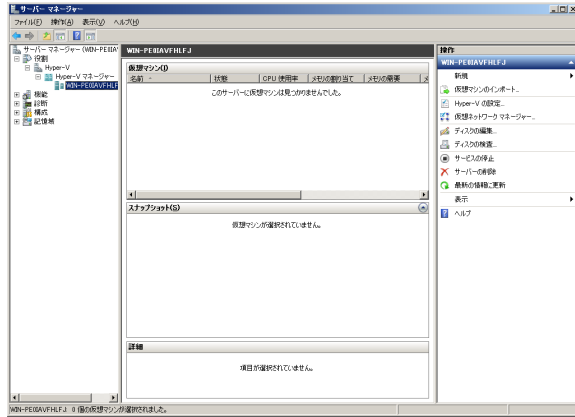 サーバー マネージャー
ファイル(F) 操作(A) 表示(V) ヘルプ(H)
サーバー マネージャー (WIN-PE0IAV
役割
Hyper-V
Hyper-V マネージャー
WIN-PE0IAVFHLF
機能
診断
構成
記憶域
WIN-PE0IAVFHLFJ
仮想マシン(I)
名前 状態 CPU 使用率 メモリの割り当て メモリの需要 メ
このサーバーに仮想マシンは見つかりませんでした。
スナップショット(S)
仮想マシンが選択されていません。
詳細
項目が選択されていません。
操作
WIN-PE0IAVFHLFJ
新規
仮想マシンのインポート...
Hyper-V の設定...
仮想ネットワーク マネージャー...
ディスクの編集...
ディスクの検査...
サービスの停止
サーバーの削除
最新の情報に更新
表示
ヘルプ
WIN-PE0IAVFHLFJ: 0 個の仮想マシンが選択されました。